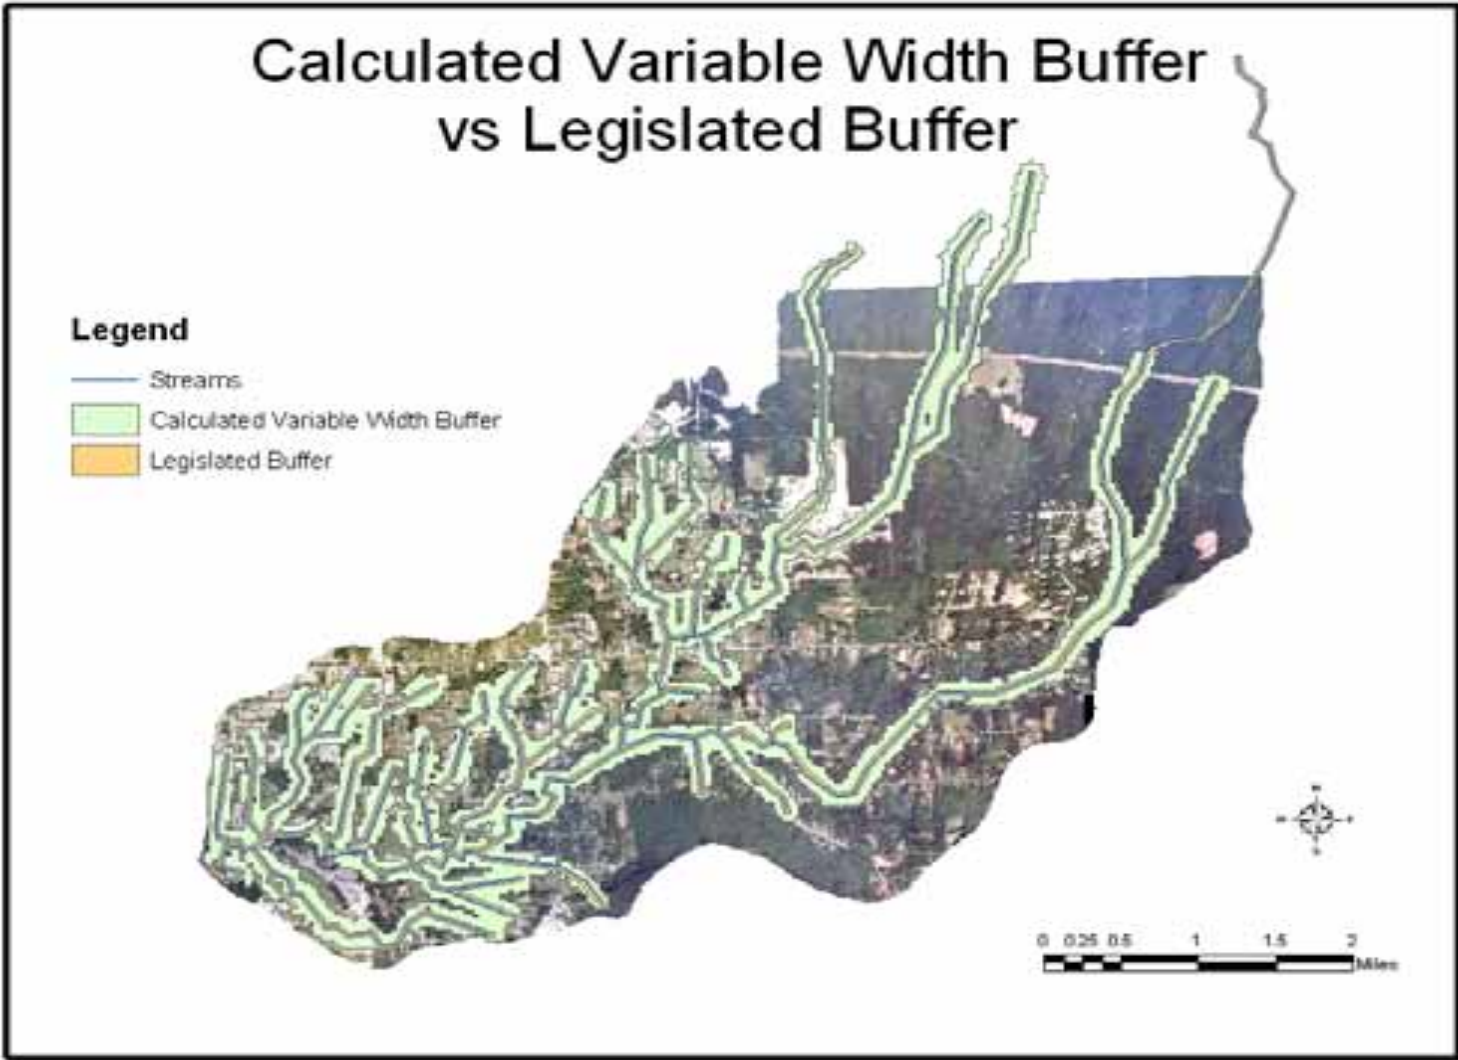 Calculated Variable Width Buffer
vs Legislated Buffer
Legend
Streams
Calculated Variable Width Buffer
Legislated Buffer
0 0.25 0.5 1 1.5 2
Miles